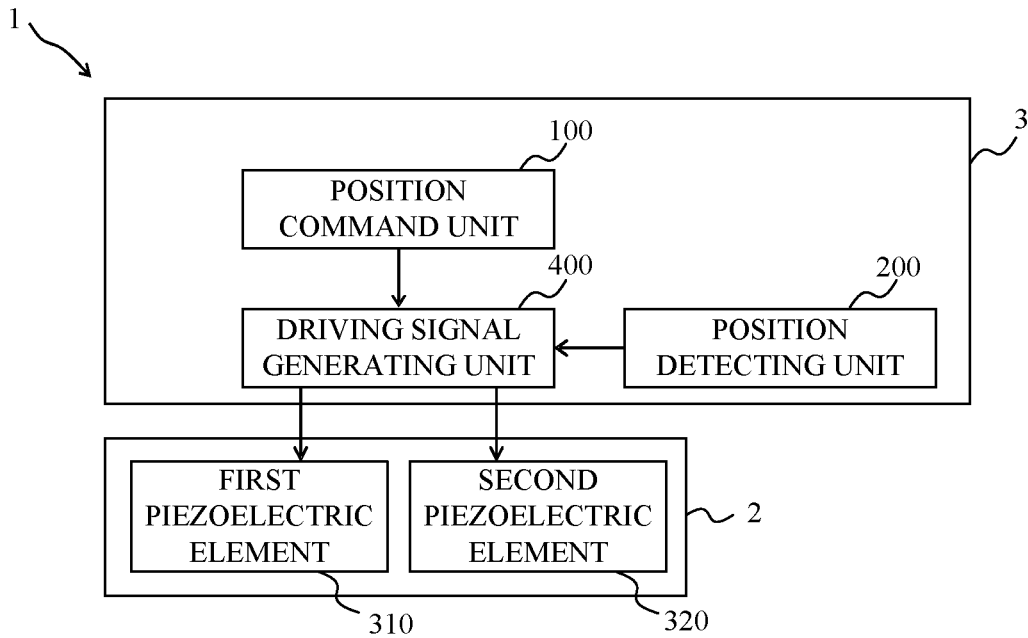 1
3
100
POSITION
COMMAND UNIT
400
200
DRIVING SIGNAL
GENERATING UNIT
POSITION
DETECTING UNIT
FIRST
PIEZOELECTRIC
ELEMENT
SECOND
PIEZOELECTRIC
ELEMENT
2
310
320